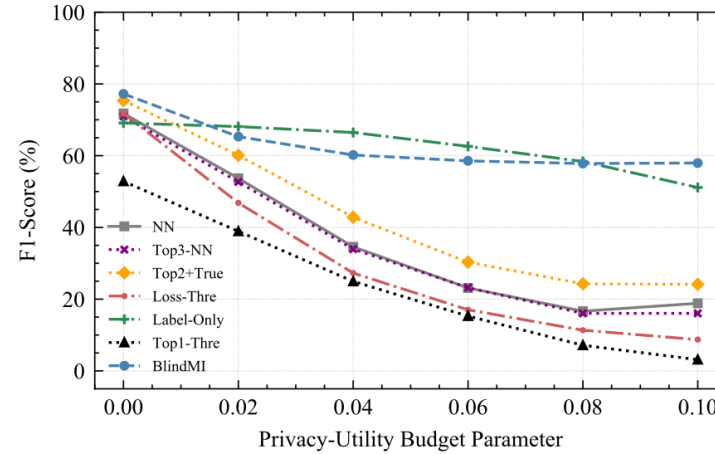 100
80
60
40
20
0
F1-Score (%)
NN
Top3-NN
Top2+True
Loss-Thre
Label-Only
Top1-Thre
BlindMI
0.00 0.02 0.04 0.06 0.08 0.10
Privacy-Utility Budget Parameter